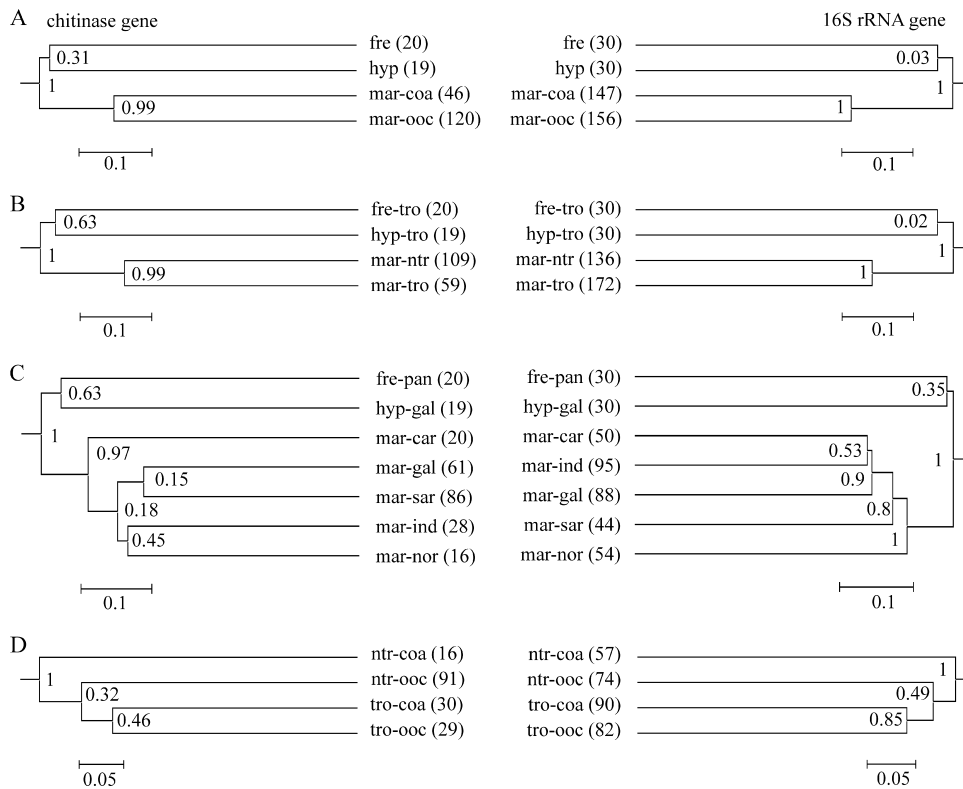 A
chitinase gene
16S rRNA gene
fre (20)
fre (30)
0.31
0.03
hyp (19)
hyp (30)
1
1
mar-coa (46)
mar-coa (147)
0.99
1
mar-ooc (120)
mar-ooc (156)
0.1
0.1
B
fre-tro (20)
fre-tro (30)
0.63
0.02
hyp-tro (19)
hyp-tro (30)
1
1
mar-ntr (109)
mar-ntr (136)
0.99
1
mar-tro (59)
mar-tro (172)
0.1
0.1
C
fre-pan (20)
fre-pan (30)
0.63
0.35
hyp-gal (19)
hyp-gal (30)
1
mar-car (20)
mar-car (50)
0.97
0.53
1
mar-gal (61)
mar-ind (95)
0.15
0.9
mar-sar (86)
mar-gal (88)
0.18
0.8
mar-ind (28)
mar-sar (44)
0.45
1
mar-nor (16)
mar-nor (54)
0.1
0.1
D
ntr-coa (16)
ntr-coa (57)
1
1
ntr-ooc (91)
ntr-ooc (74)
0.32
0.49
tro-coa (30)
tro-coa (90)
0.46
0.85
tro-ooc (29)
tro-ooc (82)
0.05
0.05